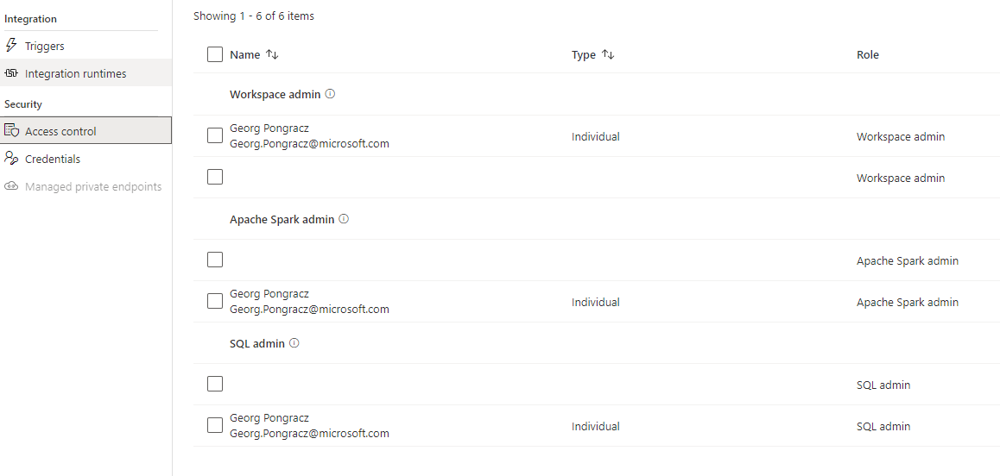 Integration
Triggers
Integration runtimes
Security
Access control
Credentials
Managed private endpoints
Showing 1 - 6 of 6 items
Name Type Role
Workspace admin
Georg Pongracz
Georg.Pongracz@microsoft.com Individual Workspace admin
Workspace admin
Apache Spark admin
Apache Spark admin
Georg Pongracz
Georg.Pongracz@microsoft.com Individual Apache Spark admin
SQL admin
SQL admin
Georg Pongracz
Georg.Pongracz@microsoft.com Individual SQL admin